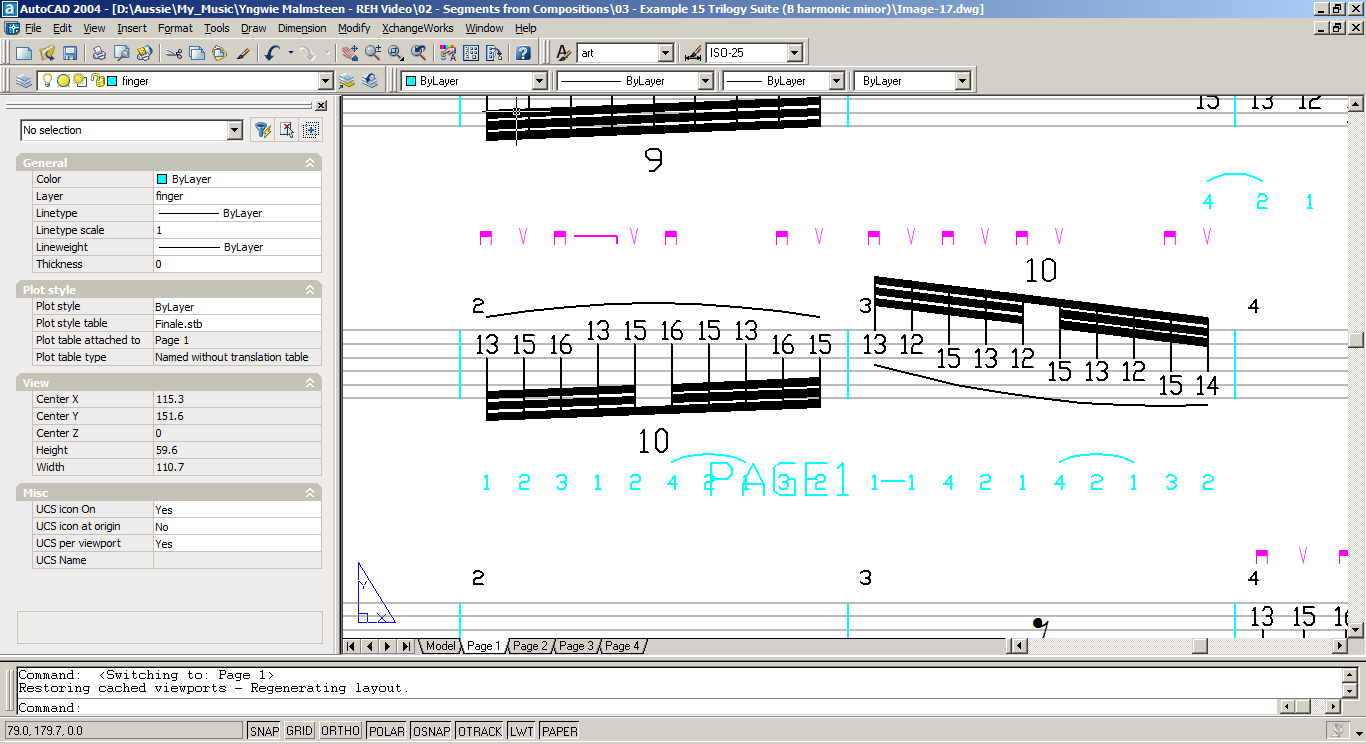 AutoCAD 2004 - [D:\Aussie\My_Music\Yngwie Malmsteen - REH Video\02 - Segments from Compositions\03 - Example 15 Trilogy Suite (B harmonic minor)\Image-17.dwg]
File Edit View Insert Format Tools Draw Dimension Modify XchangeWorks Window Help
art ISO-25
finger ByLayer ByLayer ByLayer ByLayer
No selection
General
Color ByLayer
Layer finger
Linetype ByLayer
Linetype scale 1
Lineweight ByLayer
Thickness 0
Plot style
Plot style ByLayer
Plot style table Finale.stb
Plot table attached to Page 1
Plot table type Named without translation table
View
Center X 115.3
Center Y 151.6
Center Z 0
Height 59.6
Width 110.7
Misc
UCS icon On Yes
UCS icon at origin No
UCS per viewport Yes
UCS Name
15 13 12
9
4 2 1
V V V V V V V
10
2 3 4
13 15 16 13 15 16 15 13 16 15
13 12 15 13 12 15 13 12 15 14
10
PAGE1
1 2 3 1 2 4 2 1 3 2 1 1 4 2 1 4 2 1 3 2
V
2 3 4
13 15 16
Y
X
Model Page 1 Page 2 Page 3 Page 4
Command: <Switching to: Page 1>
Restoring cached viewports - Regenerating layout.
Command:
79.0, 179.7, 0.0 SNAP GRID ORTHO POLAR OSNAP OTRACK LWT PAPER